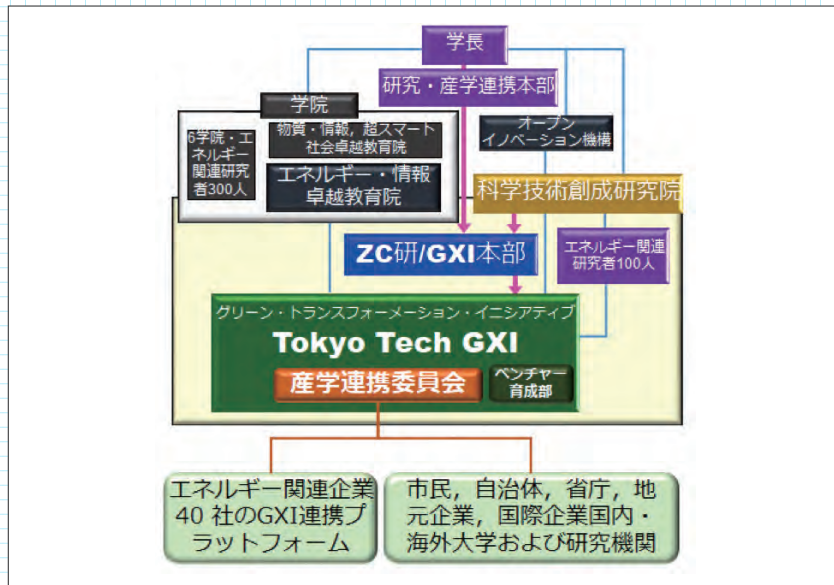 学長
研究・産学連携本部
学院
6学院・エ
ネルギー
関連研究
者300人
物質・情報，超スマート
社会卓越教育院
エネルギー・情報
卓越教育院
オープン
イノベーション機構
科学技術創成研究院
ZC研/GXI本部
エネルギー関連
研究者100人
グリーン・トランスフォーメーション・イニシアティブ
Tokyo Tech GXI
産学連携委員会
ベンチャー
育成部
エネルギー関連企業
40 社のGXI連携プ
ラットフォーム
市民，自治体，省庁，地
元企業，国際企業国内・
海外大学および研究機関